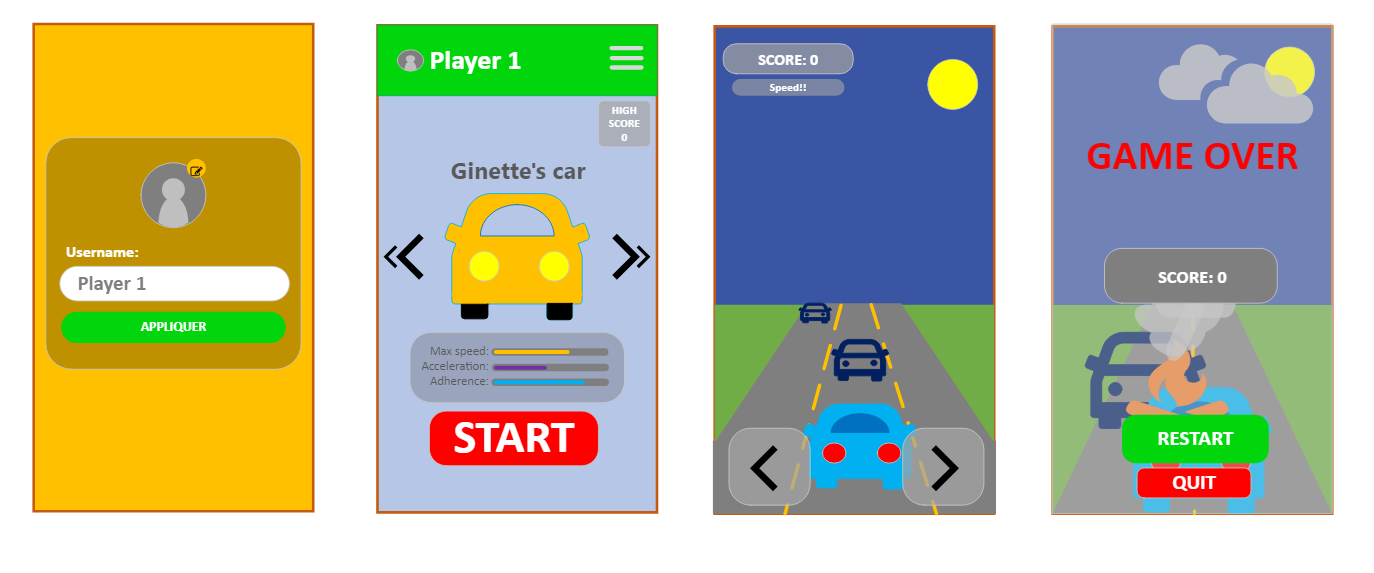 Username:
Player 1
APPLIQUER
Player 1
HIGH
SCORE
0
Ginette's car
Max speed:
Acceleration:
Adherence:
START
SCORE: 0
Speed!!
GAME OVER
SCORE: 0
RESTART
QUIT